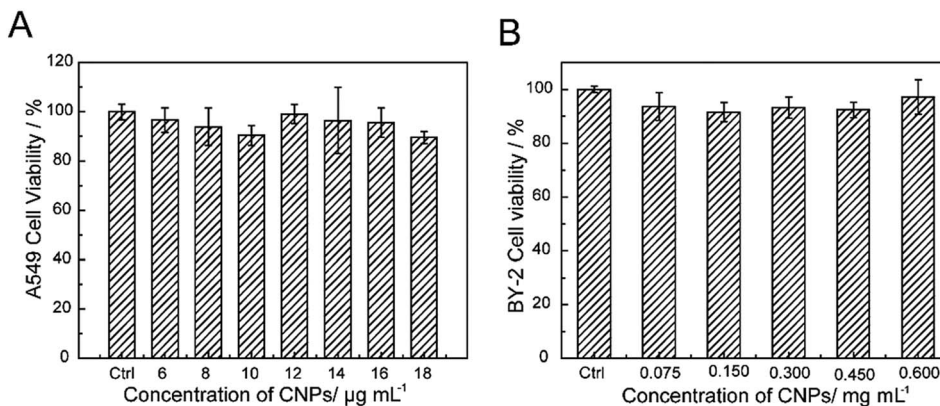 A
A549 Cell Viability / %
120
100
80
60
40
20
0
Ctrl 6 8 10 12 14 16 18
Concentration of CNPs/ μg mL⁻¹
B
BY-2 Cell viability / %
100
80
60
40
20
0
Ctrl 0.075 0.150 0.300 0.450 0.600
Concentration of CNPs/ mg mL⁻¹